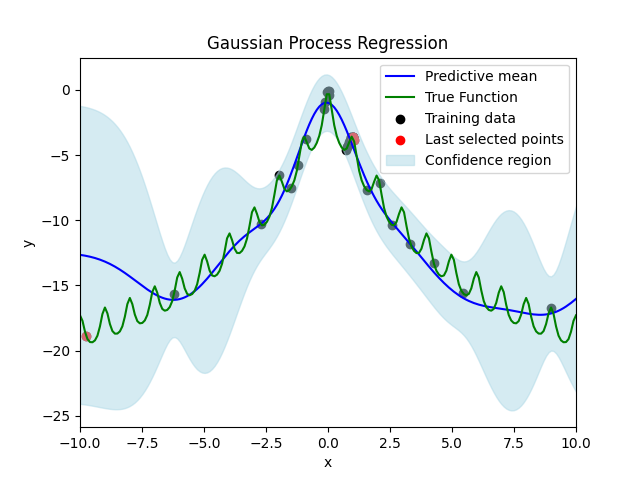 Gaussian Process Regression
Predictive mean
True Function
Training data
Last selected points
Confidence region
y
0
−5
−10
−15
−20
−25
−10.0 −7.5 −5.0 −2.5 0.0 2.5 5.0 7.5 10.0
x